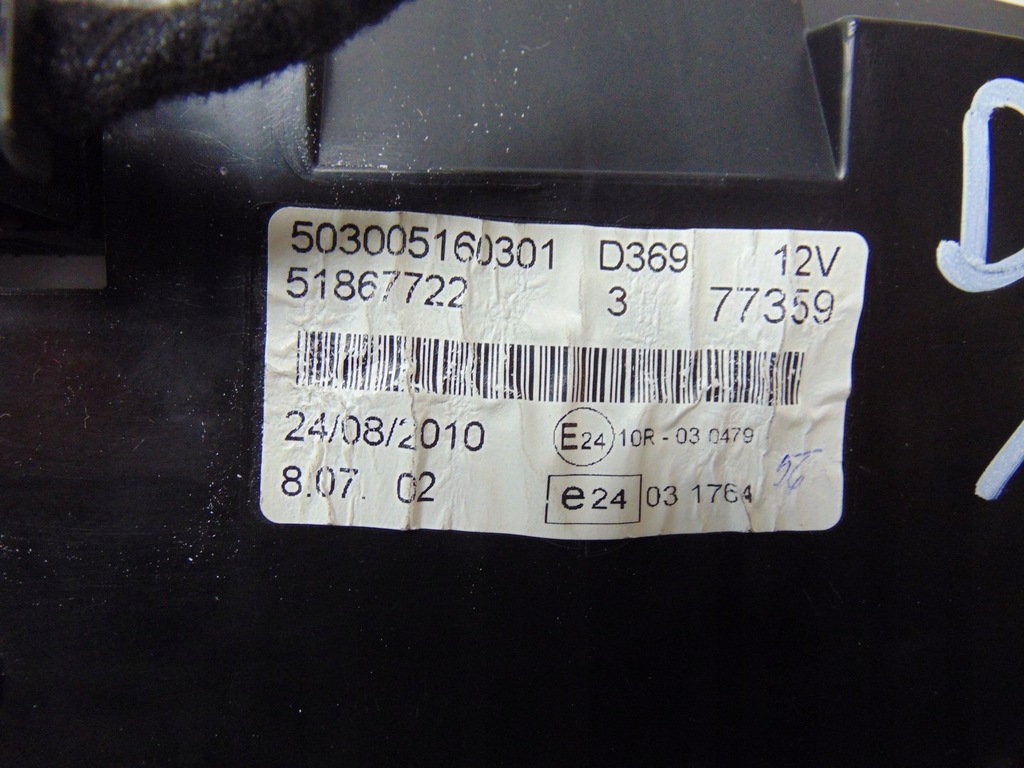 503005160301 D369 12V
51867722 3 77359
24/08/2010 E24 10R - 03 0479
8.07. 02 e24 03 1764
56